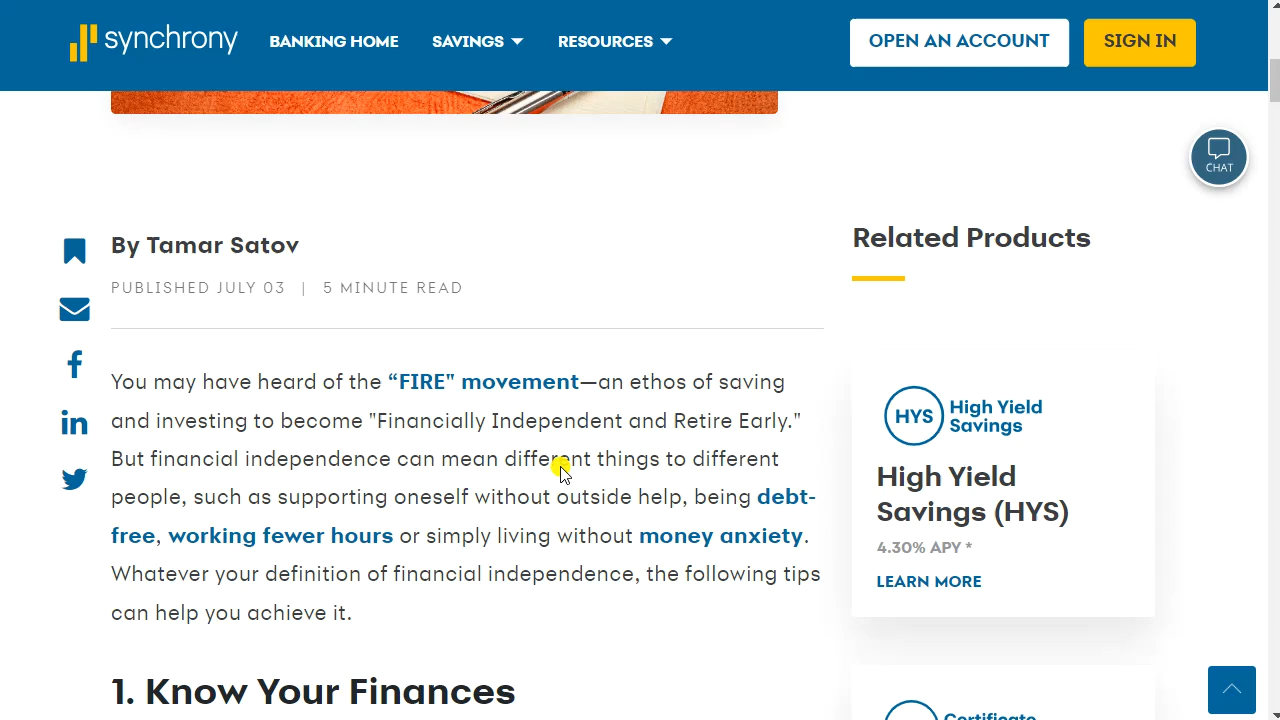 synchrony
BANKING HOME
SAVINGS
RESOURCES
OPEN AN ACCOUNT
SIGN IN
CHAT
By Tamar Satov
PUBLISHED JULY 03 | 5 MINUTE READ
You may have heard of the “FIRE" movement—an ethos of saving
and investing to become "Financially Independent and Retire Early."
But financial independence can mean different things to different
people, such as supporting oneself without outside help, being debt-
free, working fewer hours or simply living without money anxiety.
Whatever your definition of financial independence, the following tips
can help you achieve it.
1. Know Your Finances
Related Products
HYS High Yield
Savings
High Yield
Savings (HYS)
4.30% APY *
LEARN MORE
Certificate